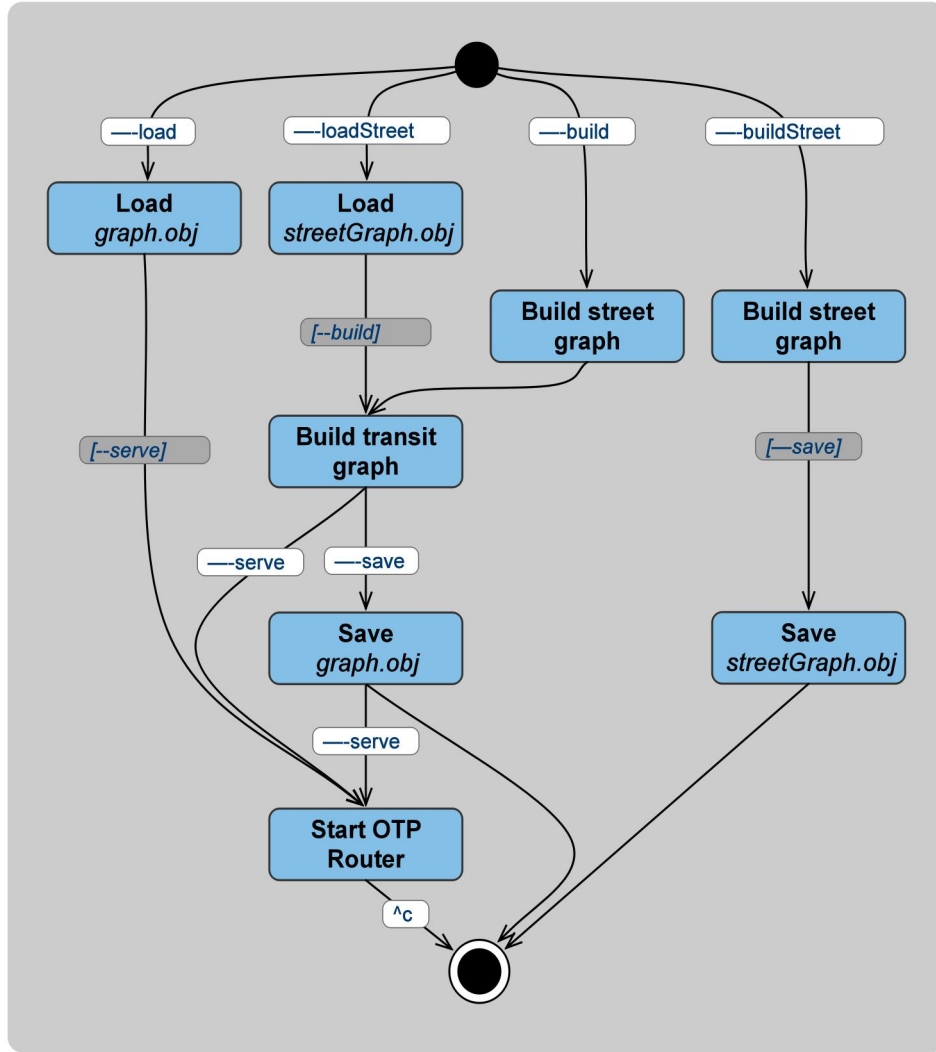 —-load
—-loadStreet
—-build
—-buildStreet
Load
graph.obj
Load
streetGraph.obj
Build street
graph
Build street
graph
[--build]
Build transit
graph
[--serve]
[—save]
—-serve
—-save
Save
graph.obj
Save
streetGraph.obj
—-serve
Start OTP
Router
^c